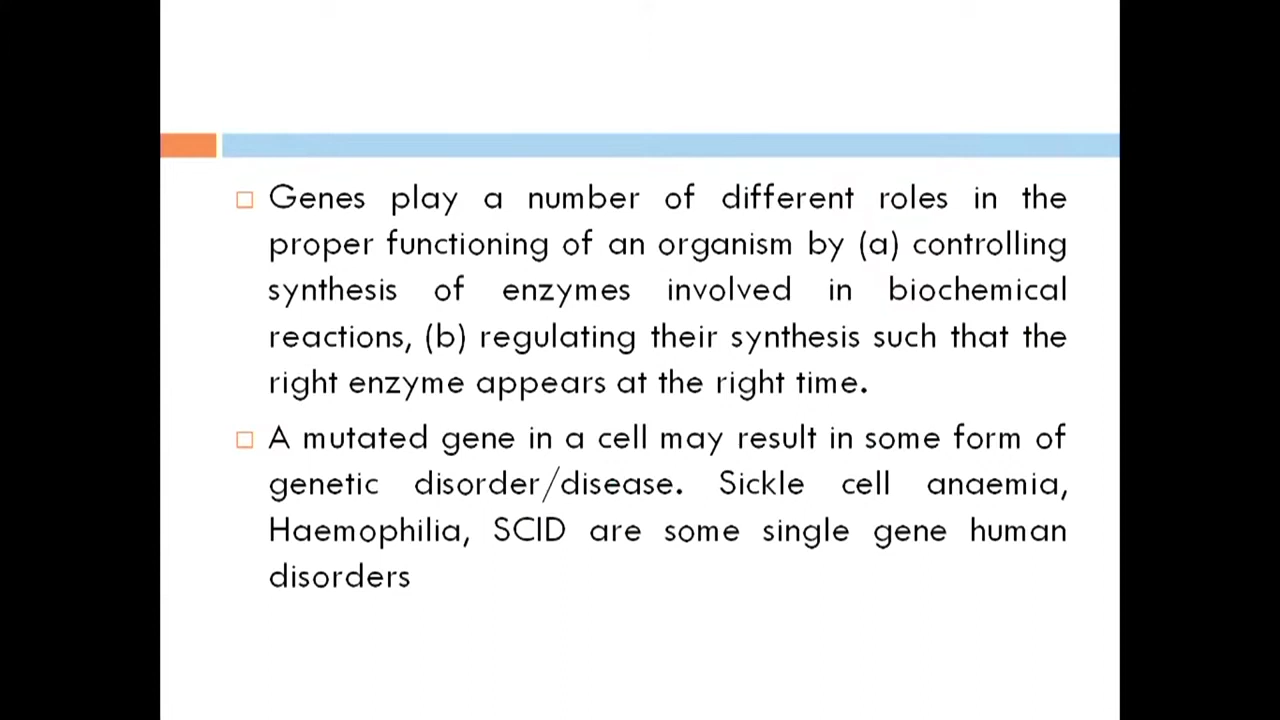 Genes play a number of different roles in the
proper functioning of an organism by (a) controlling
synthesis of enzymes involved in biochemical
reactions, (b) regulating their synthesis such that the
right enzyme appears at the right time.
A mutated gene in a cell may result in some form of
genetic disorder/disease. Sickle cell anaemia,
Haemophilia, SCID are some single gene human
disorders